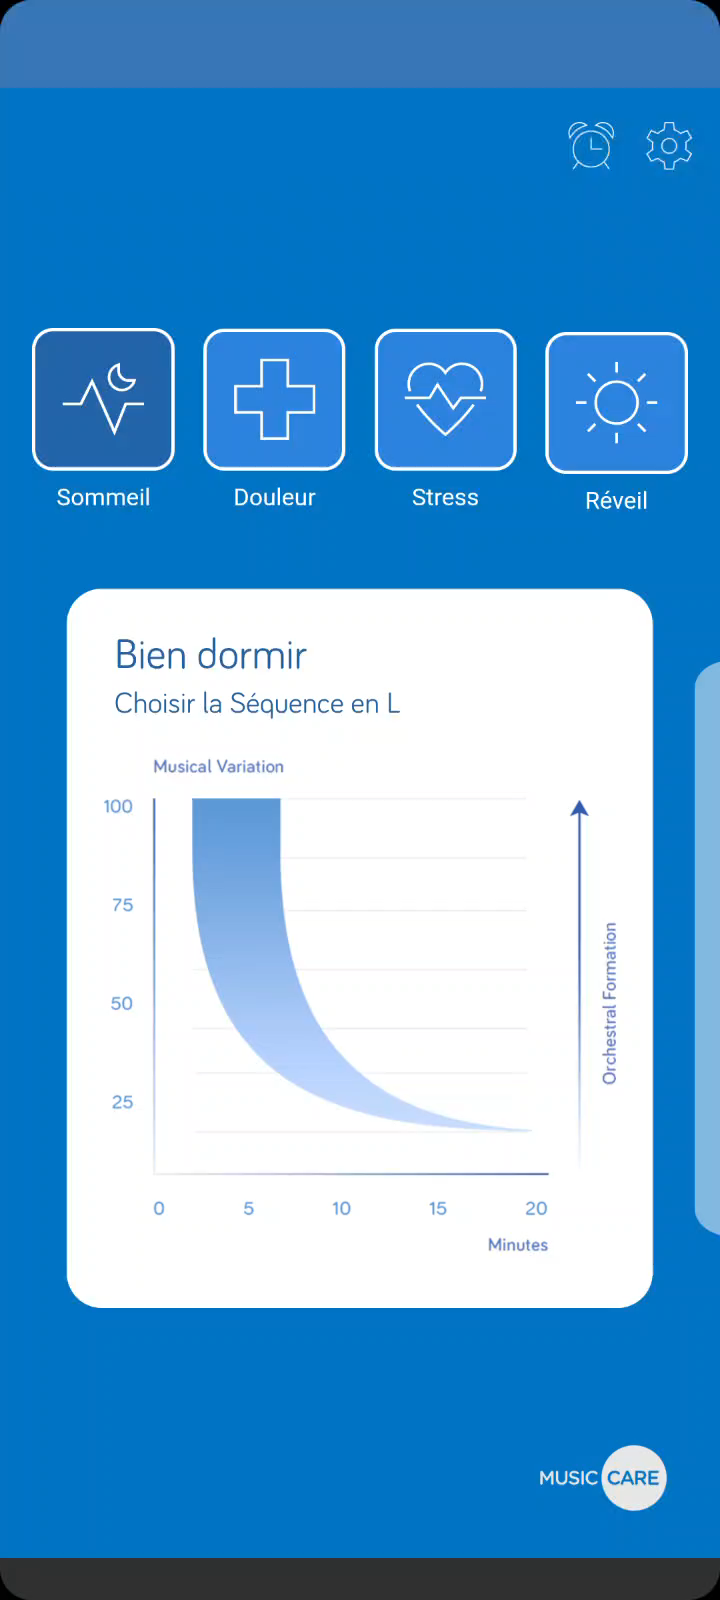 Sommeil
Douleur
Stress
Réveil
Bien dormir
Choisir la Séquence en L
Musical Variation
100
75
50
25
Orchestral Formation
0 5 10 15 20
Minutes
MUSIC CARE